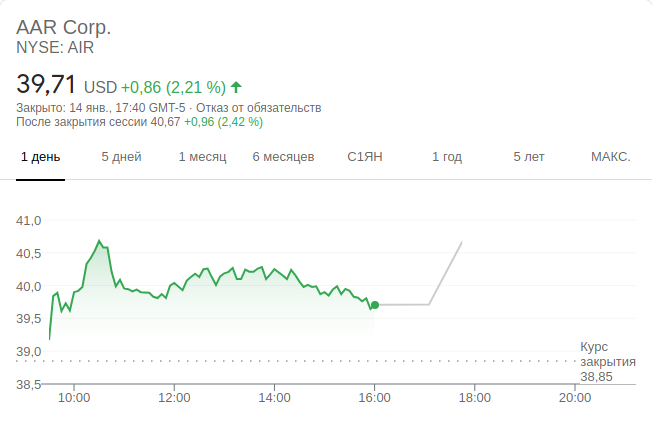 AAR Corp.
NYSE: AIR
39,71 USD +0,86 (2,21 %)
Закрыто: 14 янв., 17:40 GMT-5 · Отказ от обязательств
После закрытия сессии 40,67 +0,96 (2,42 %)
1 день 5 дней 1 месяц 6 месяцев С1ЯН 1 год 5 лет МАКС.
41,0
40,5
40,0
39,5
39,0
38,5
Курс
закрытия
38,85
10:00 12:00 14:00 16:00 18:00 20:00